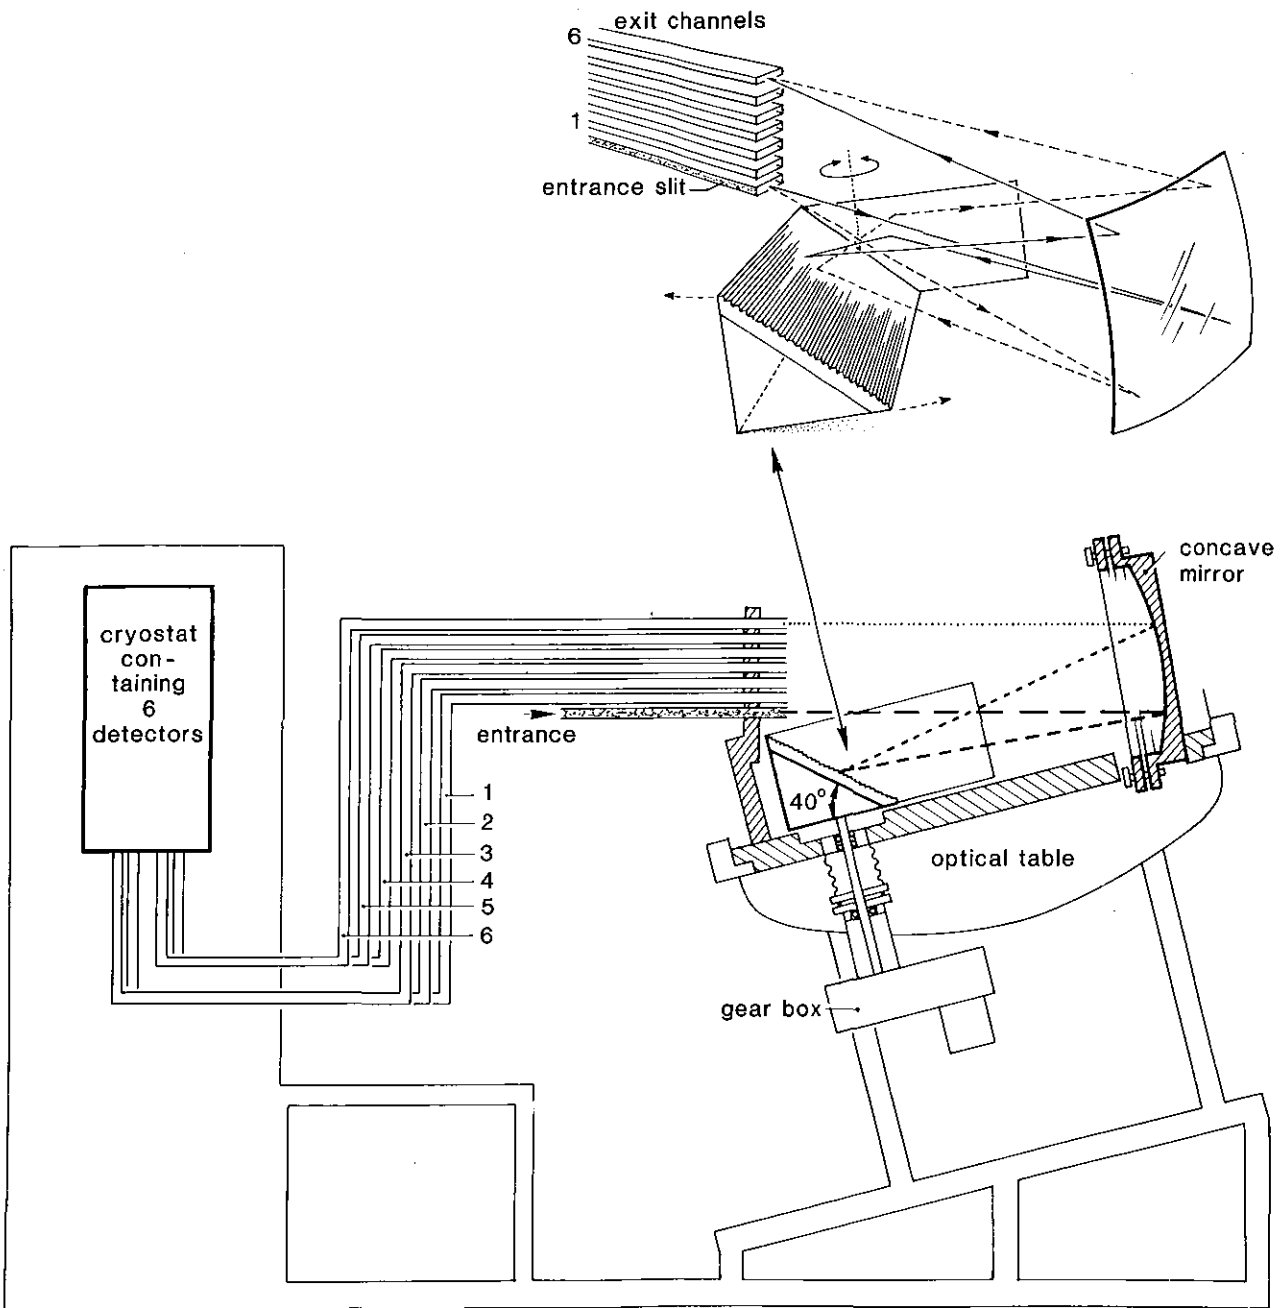 exit channels
6
1
entrance slit
concave
mirror
cryostat
con-
taining
6
detectors
entrance
40°
1
2
3
4
5
6
optical table
gear box